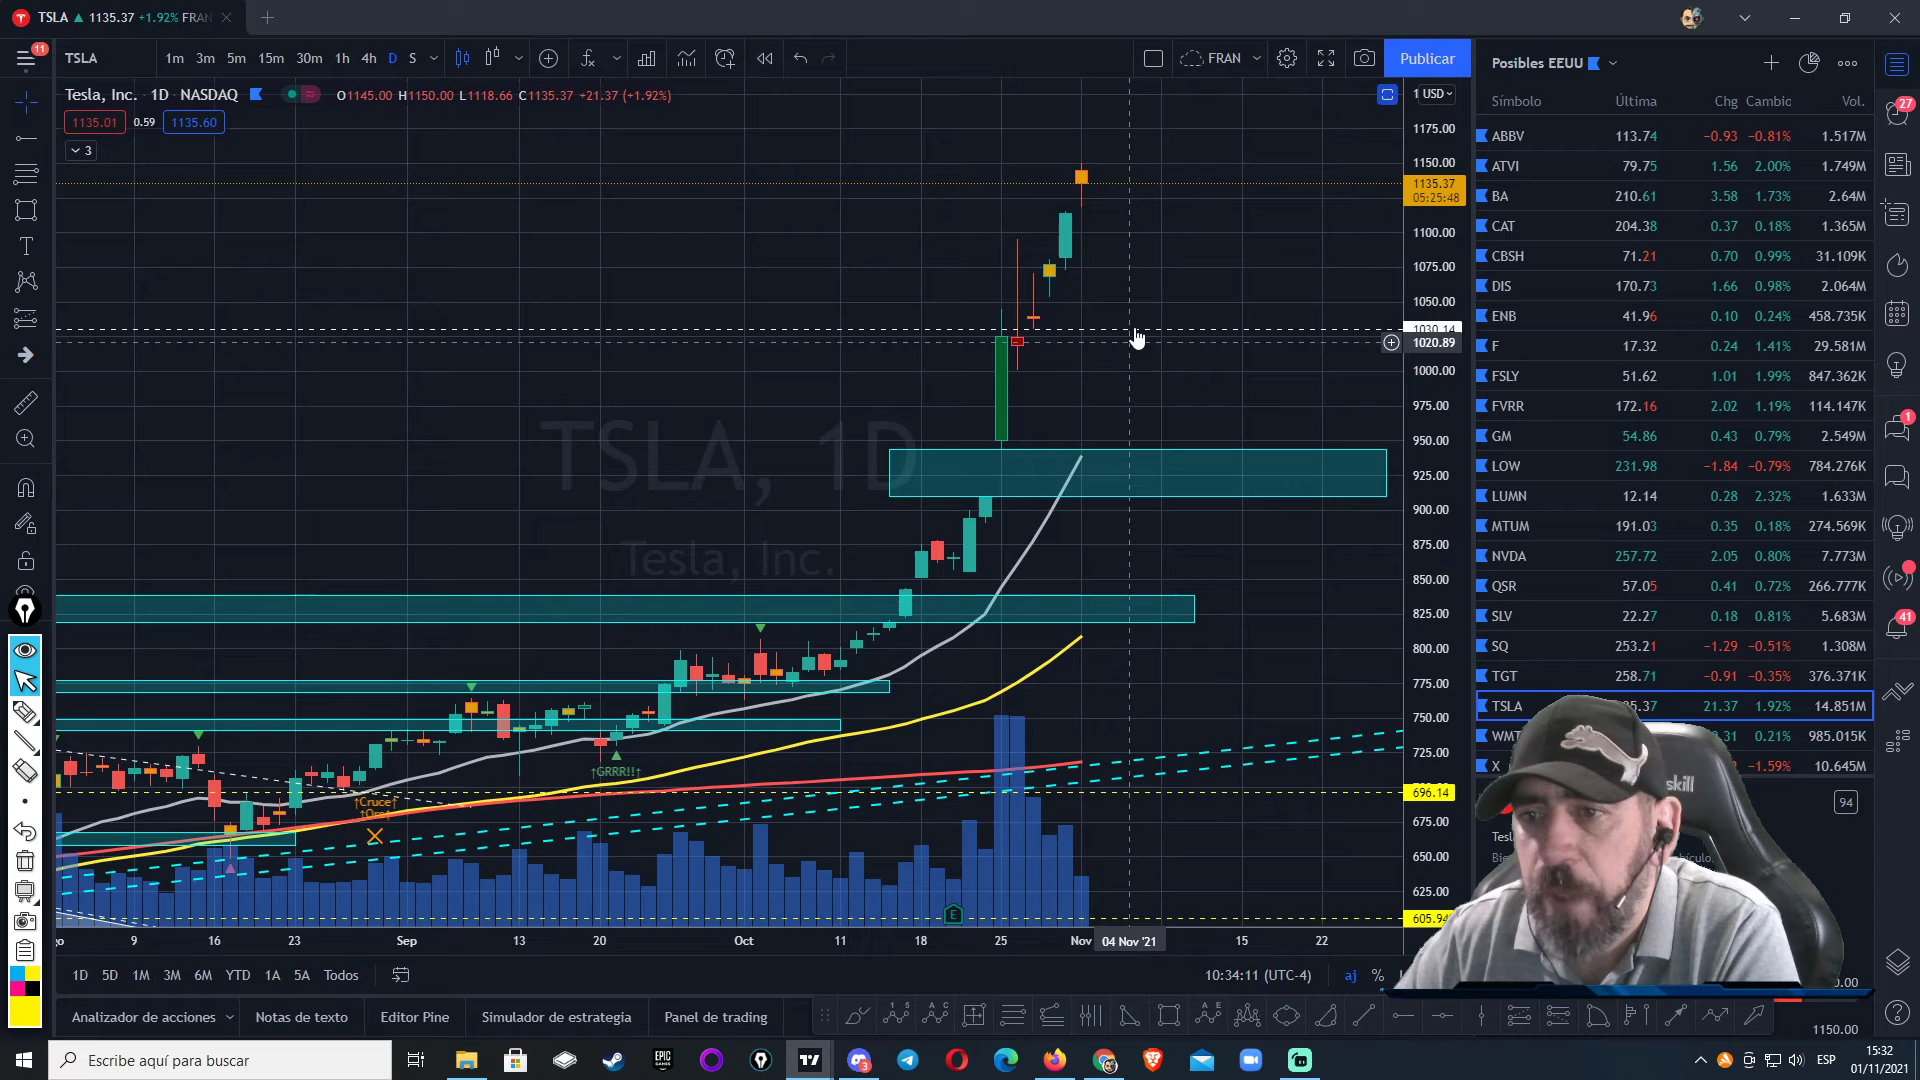 TSLA ▲ 1135.37 +1.92% FRAN
11
TSLA 1m 3m 5m 15m 30m 1h 4h D S FRAN Publicar
Tesla, Inc. · 1D · NASDAQ O1145.00 H1150.00 L1118.66 C1135.37 +21.37 (+1.92%)
1135.01 0.59 1135.60
3
TSLA, 1D
Tesla, Inc.
↑GRRR!!↑
↑Cruce↑
↑Oro↑
E
USD
1175.00
1150.00
1135.37
05:25:48
1100.00
1075.00
1050.00
1030.14
1020.89
1000.00
975.00
950.00
925.00
900.00
875.00
850.00
825.00
800.00
775.00
750.00
725.00
696.14
675.00
650.00
625.00
605.94
9 16 23 Sep 13 20 Oct 11 18 25 Nov 04 Nov '21 15 22
1D 5D 1M 3M 6M YTD 1A 5A Todos 10:34:11 (UTC-4) aj %
Analizador de acciones Notas de texto Editor Pine Simulador de estrategia Panel de trading
Posibles EEUU
Símbolo Última Chg Cambio Vol.
ABBV 113.74 −0.93 −0.81% 1.517M
ATVI 79.75 1.56 2.00% 1.749M
BA 210.61 3.58 1.73% 2.64M
CAT 204.38 0.37 0.18% 1.365M
CBSH 71.21 0.70 0.99% 31.109K
DIS 170.73 1.66 0.98% 2.064M
ENB 41.96 0.10 0.24% 458.735K
F 17.32 0.24 1.41% 29.581M
FSLY 51.62 1.01 1.99% 847.362K
FVRR 172.16 2.02 1.19% 114.147K
GM 54.86 0.43 0.79% 2.549M
LOW 231.98 −1.84 −0.79% 784.276K
LUMN 12.14 0.28 2.32% 1.633M
MTUM 191.03 0.35 0.18% 274.569K
NVDA 257.72 2.05 0.80% 7.773M
QSR 57.05 0.41 0.72% 266.777K
SLV 22.27 0.18 0.81% 5.683M
SQ 253.21 −1.29 −0.51% 1.308M
TGT 258.71 −0.91 −0.35% 376.371K
TSLA 21.37 1.92% 14.851M
WMT 0.21% 985.015K
X −1.59% 10.645M
94
skill
1150.00
27
1
41
Escribe aquí para buscar
EPIC
GAMES
3
ESP
15:32
01/11/2021